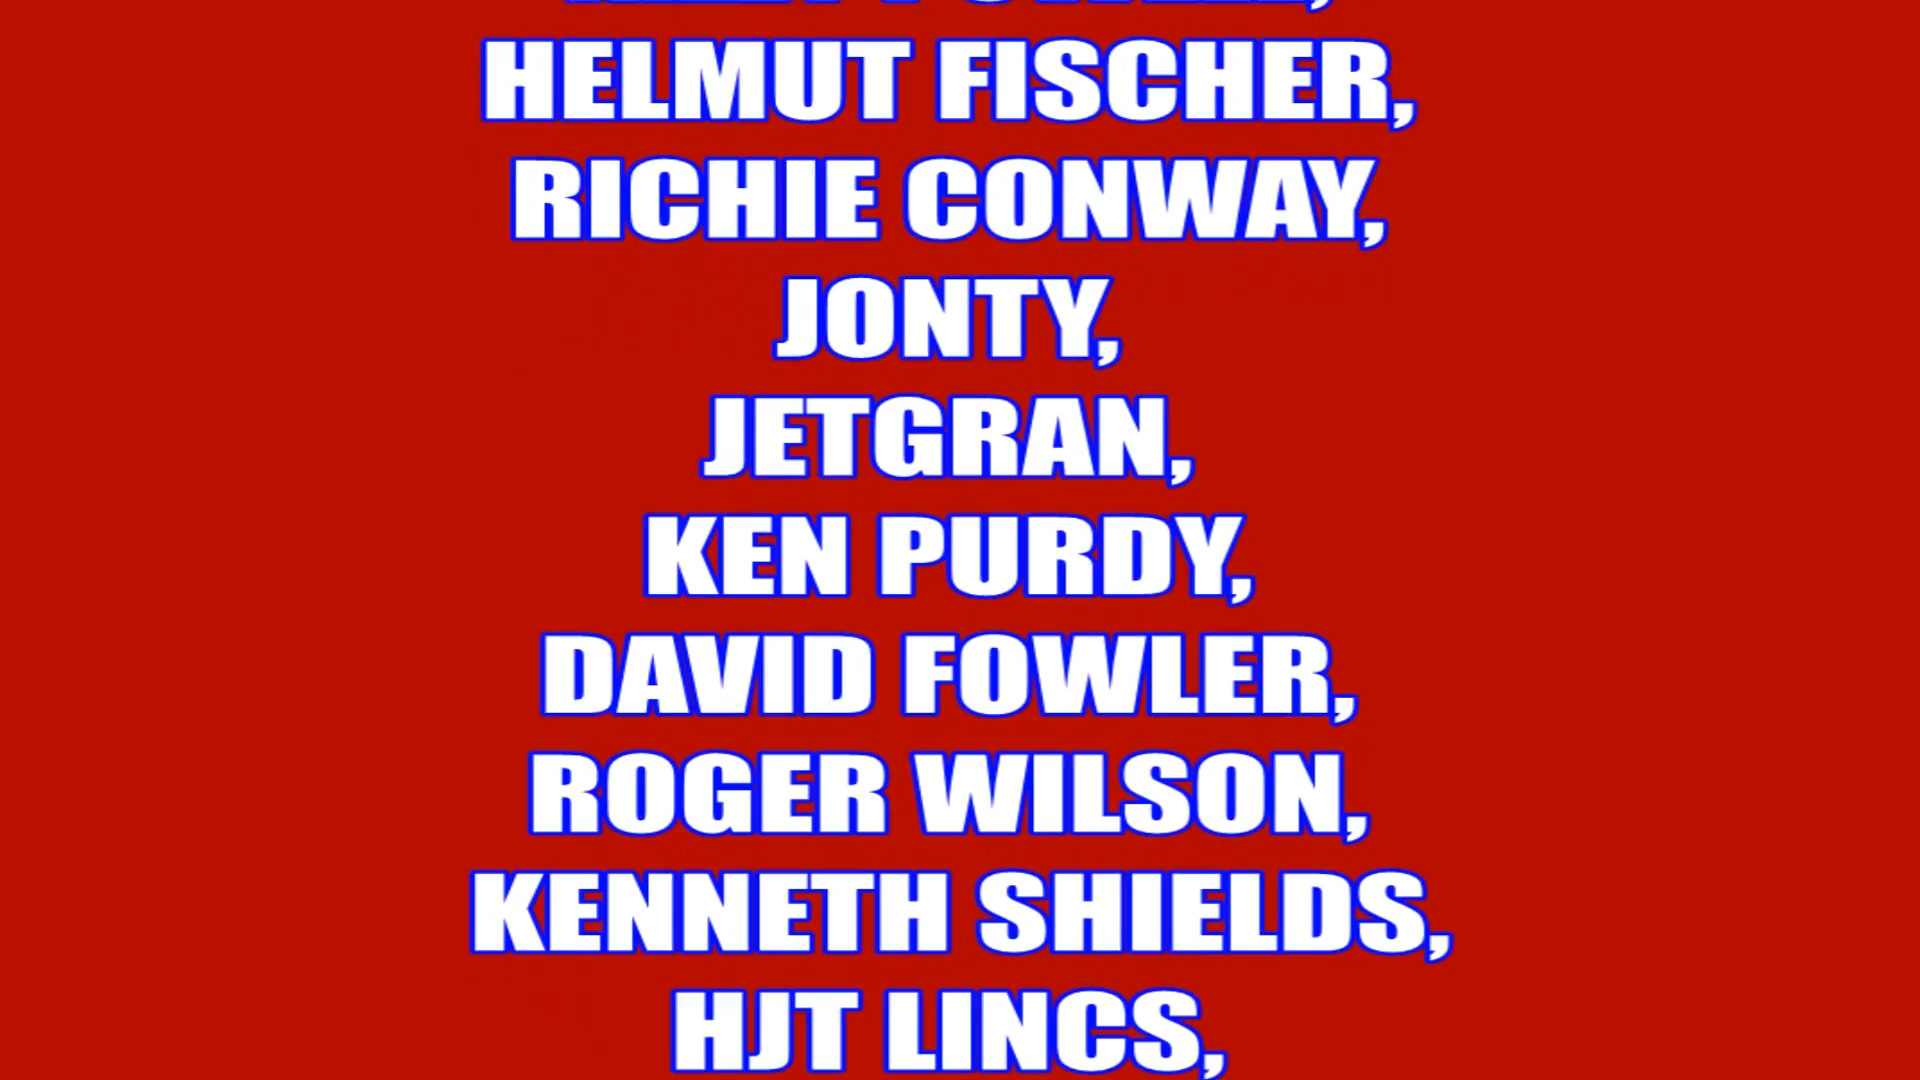 HELMUT FISCHER,
RICHIE CONWAY,
JONTY,
JETGRAN,
KEN PURDY,
DAVID FOWLER,
ROGER WILSON,
KENNETH SHIELDS,
HJT LINCS,